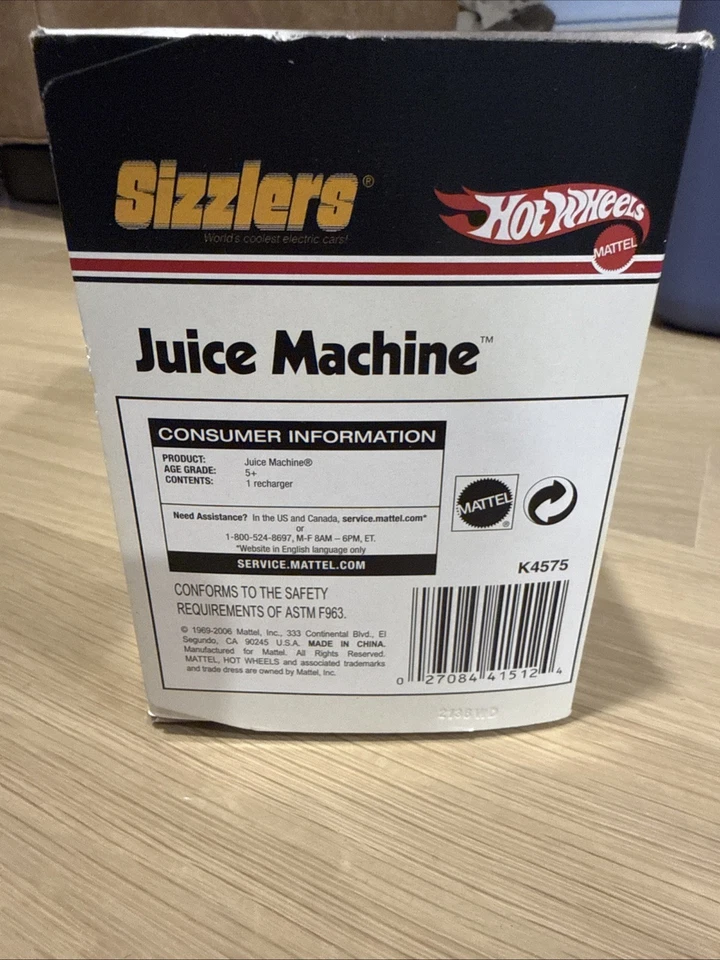 Sizzlers®
World's coolest electric cars!
Hot Wheels
MATTEL
Juice Machine™
CONSUMER INFORMATION
PRODUCT: Juice Machine®
AGE GRADE: 5+
CONTENTS: 1 recharger
Need Assistance? In the US and Canada, service.mattel.com*
or
1-800-524-8697, M-F 8AM – 6PM, ET.
*Website in English language only
SERVICE.MATTEL.COM
MATTEL®
K4575
CONFORMS TO THE SAFETY
REQUIREMENTS OF ASTM F963.
© 1969-2006 Mattel, Inc., 333 Continental Blvd., El
Segundo, CA 90245 U.S.A. MADE IN CHINA.
Manufactured for Mattel. All Rights Reserved.
MATTEL, HOT WHEELS and associated trademarks
and trade dress are owned by Mattel, Inc.
0 27084 41512 4